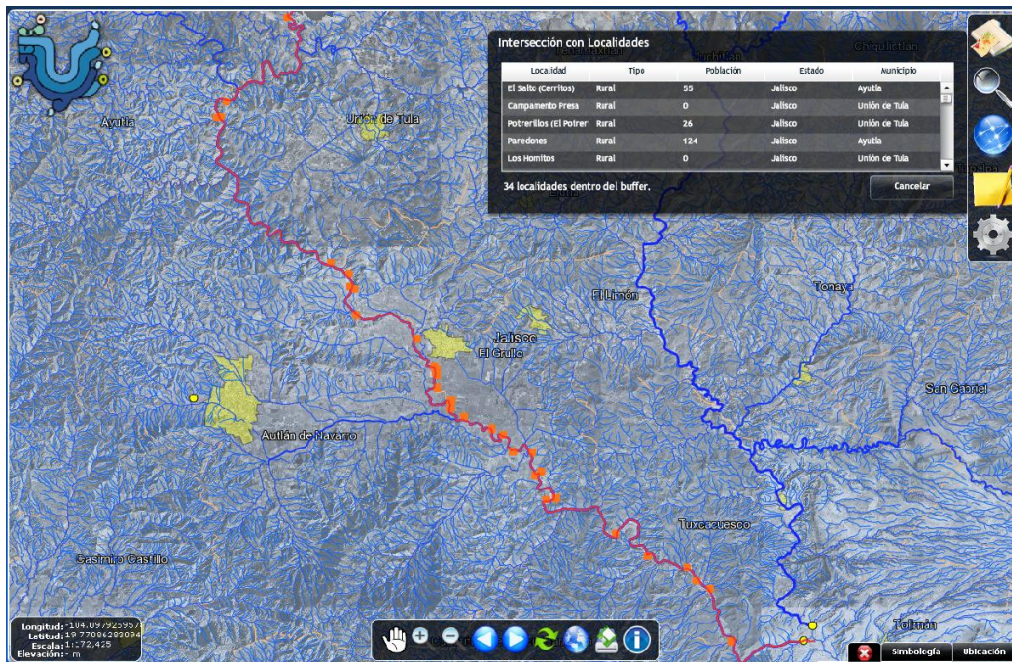 Intersección con Localidades
Localidad Tipo Población Estado Municipio
El Salto (Cerritos) Rural 55 Jalisco Ayutla
Campamento Presa Rural 0 Jalisco Unión de Tula
Potrerillos (El Potrer Rural 26 Jalisco Unión de Tula
Paredones Rural 124 Jalisco Ayutla
Los Hornitos Rural 0 Jalisco Unión de Tula
34 localidades dentro del buffer.
Cancelar
Ayutla
Unión de Tula
El Limón
Tonaya
Jalisco
El Grullo
San Gabriel
Autlán de Navarro
Tuxcacuesco
Casimiro Castillo
Tolimán
Longitud:
Latitud:
Escala: 1:172,425
Elevación: - m
Simbología Ubicación